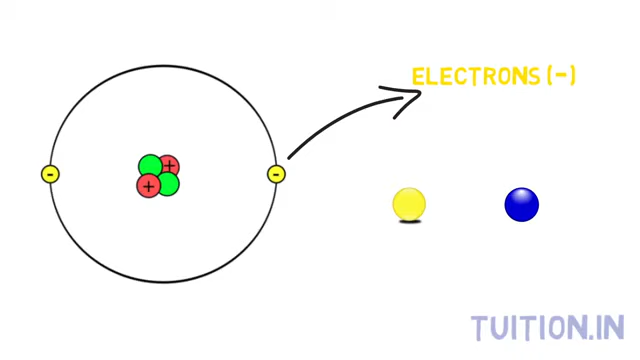 ELECTRONS (-)
-
-
+
+
TUITION.IN